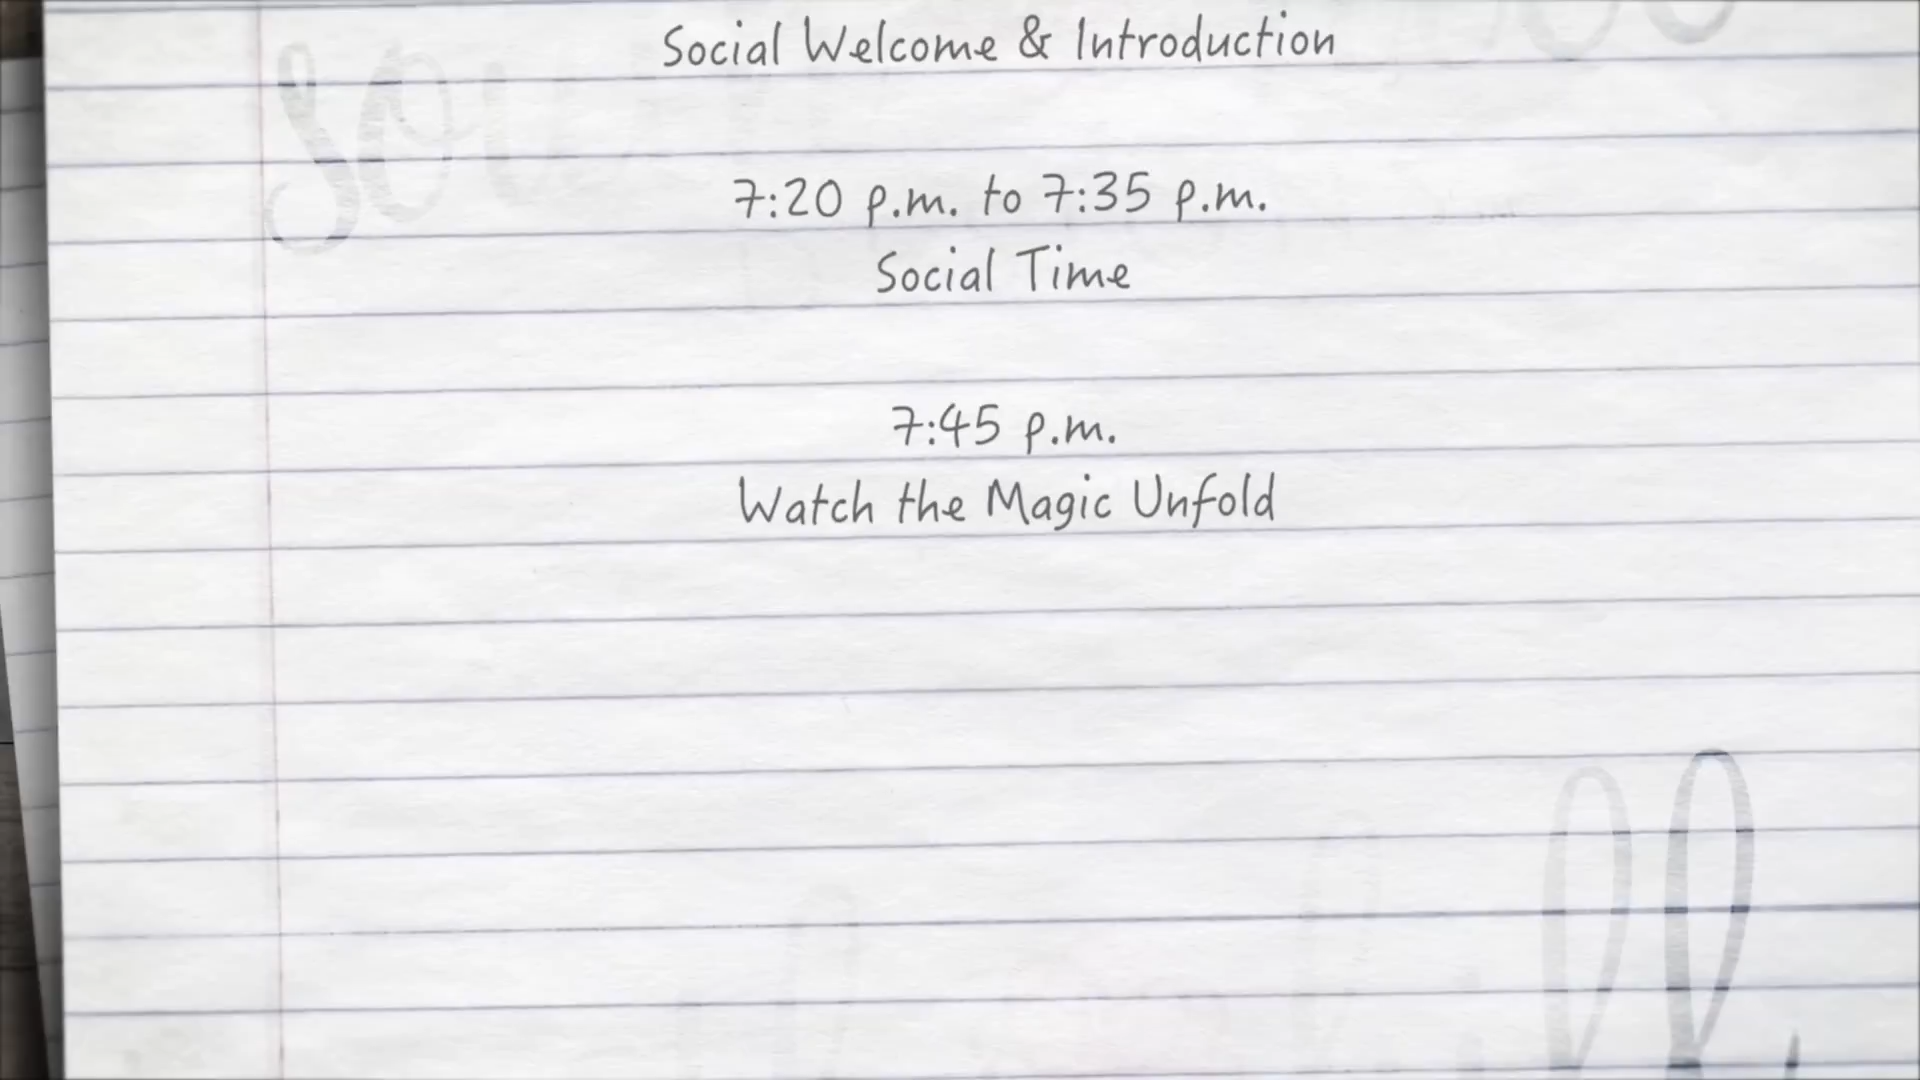 Social Welcome & Introduction
7:20 p.m. to 7:35 p.m.
Social Time
7:45 p.m.
Watch the Magic Unfold